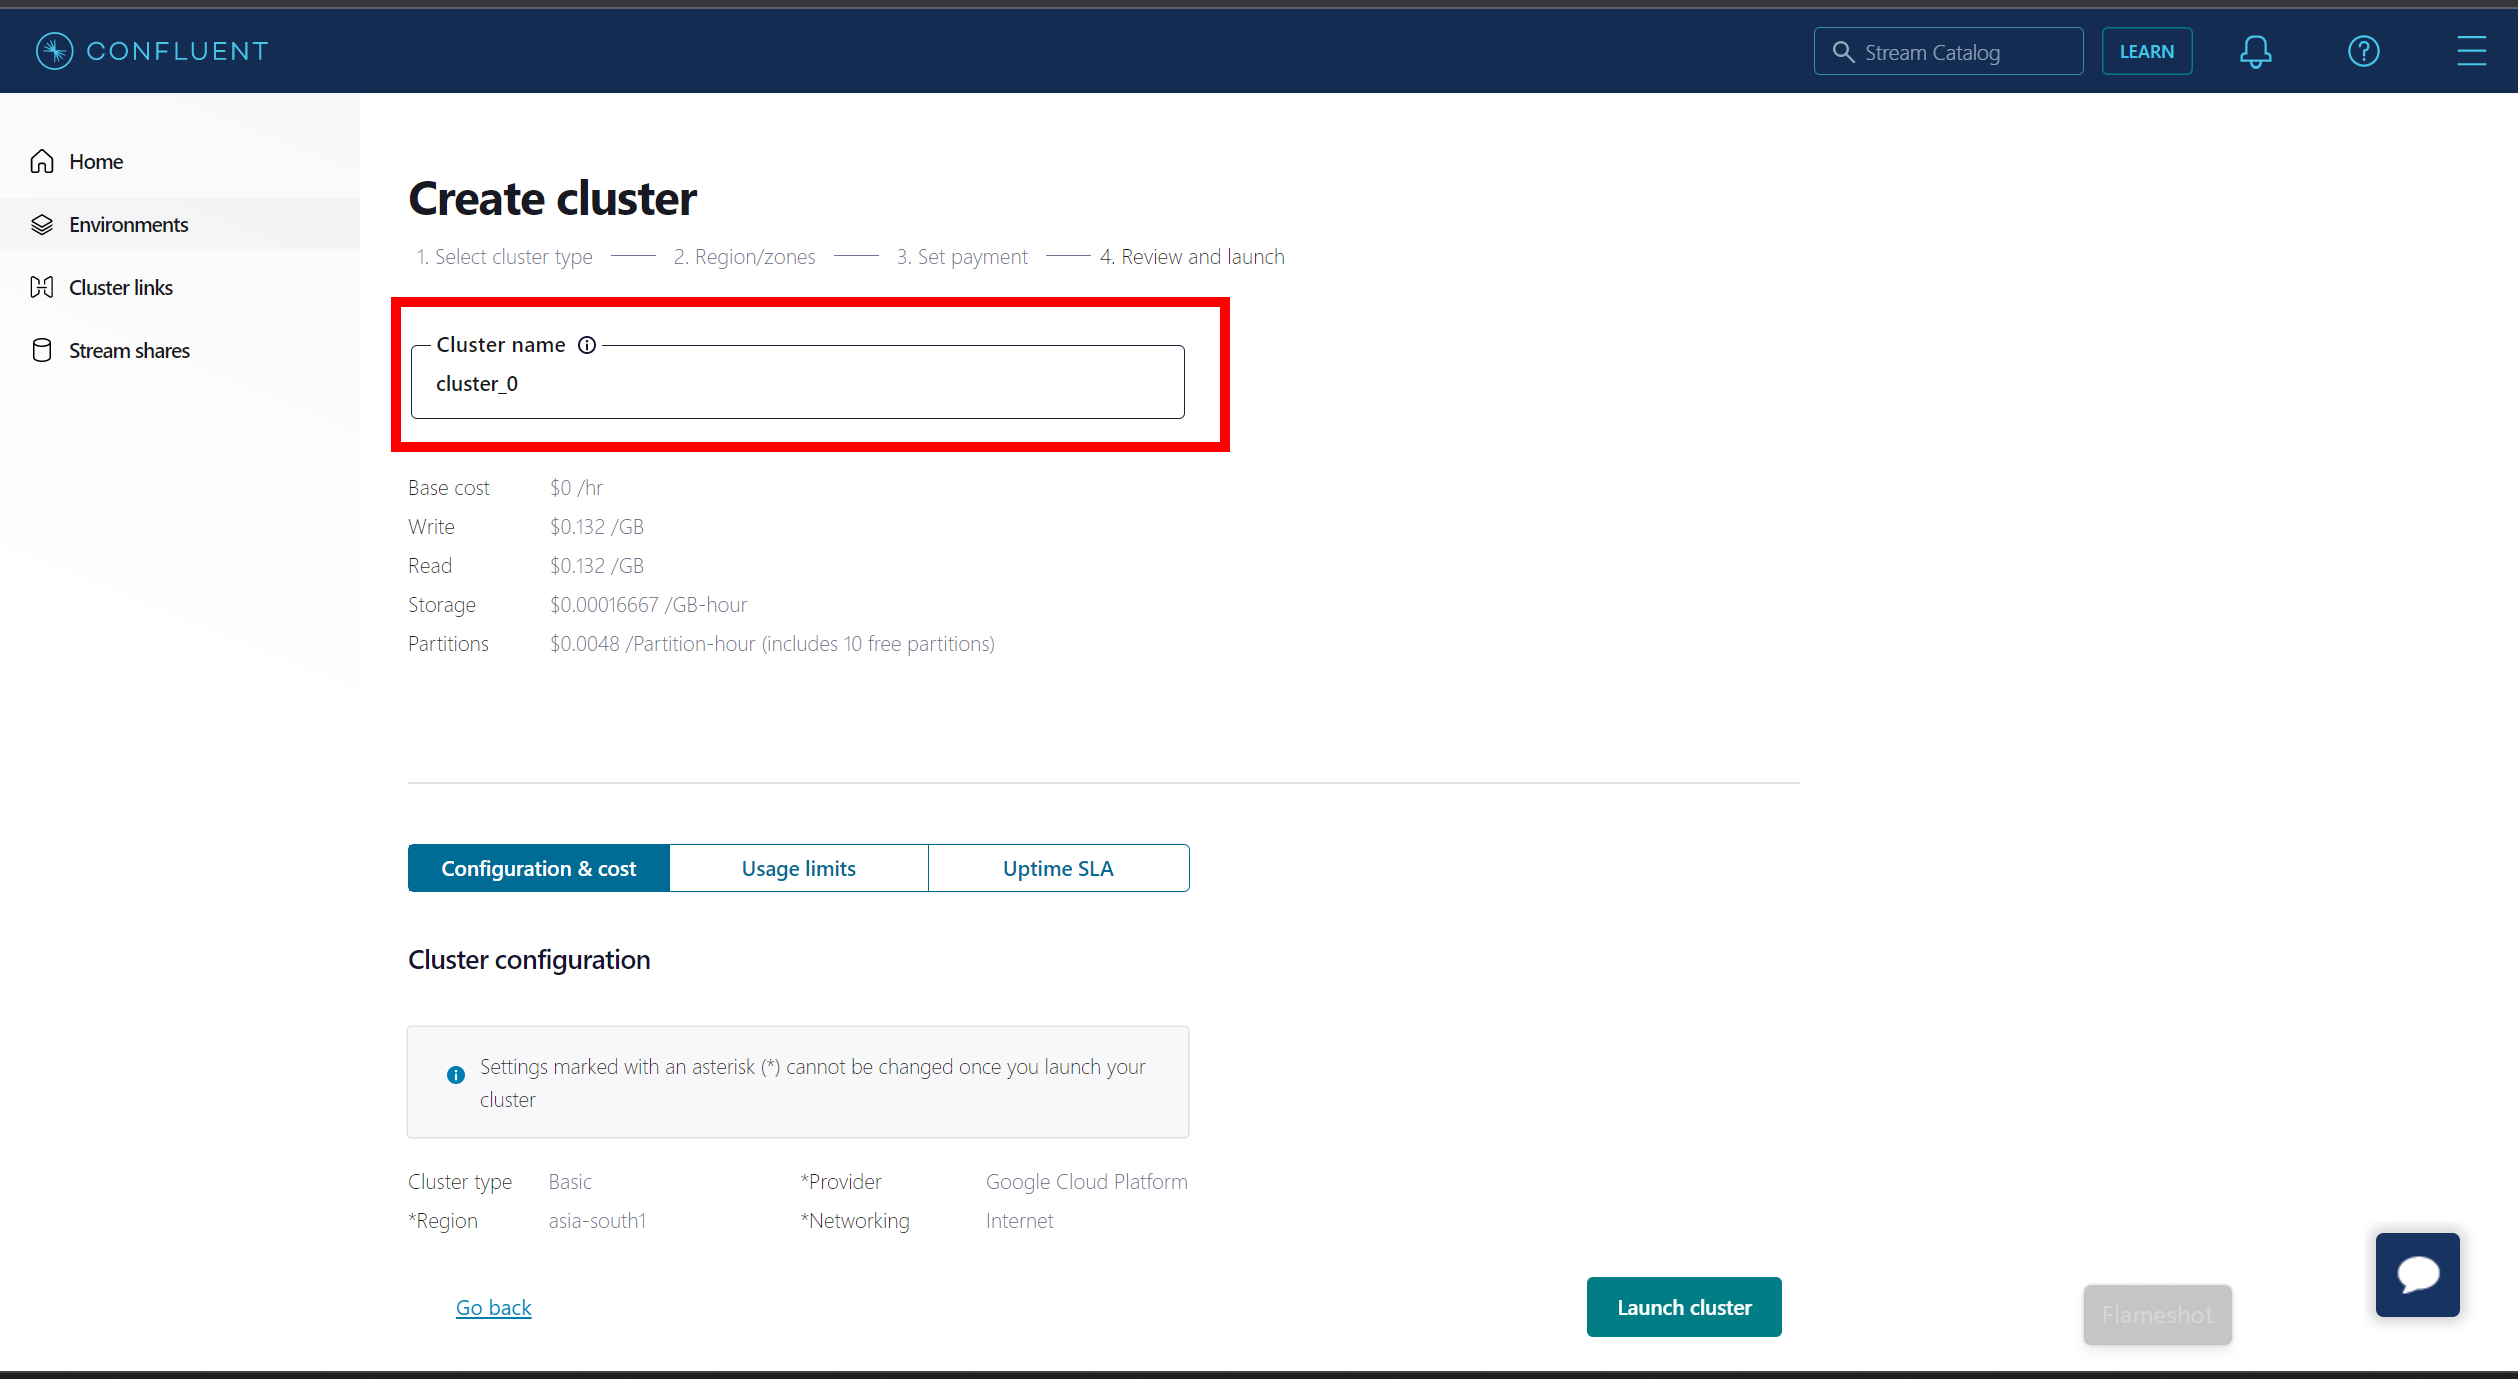 CONFLUENT
Stream Catalog
LEARN
Home
Environments
Cluster links
Stream shares
Create cluster
1. Select cluster type 2. Region/zones 3. Set payment 4. Review and launch
Cluster name
cluster_0
Base cost $0 /hr
Write $0.132 /GB
Read $0.132 /GB
Storage $0.00016667 /GB-hour
Partitions $0.0048 /Partition-hour (includes 10 free partitions)
Configuration & cost Usage limits Uptime SLA
Cluster configuration
Settings marked with an asterisk (*) cannot be changed once you launch your
cluster
Cluster type Basic *Provider Google Cloud Platform
*Region asia-south1 *Networking Internet
Go back
Launch cluster
Flameshot